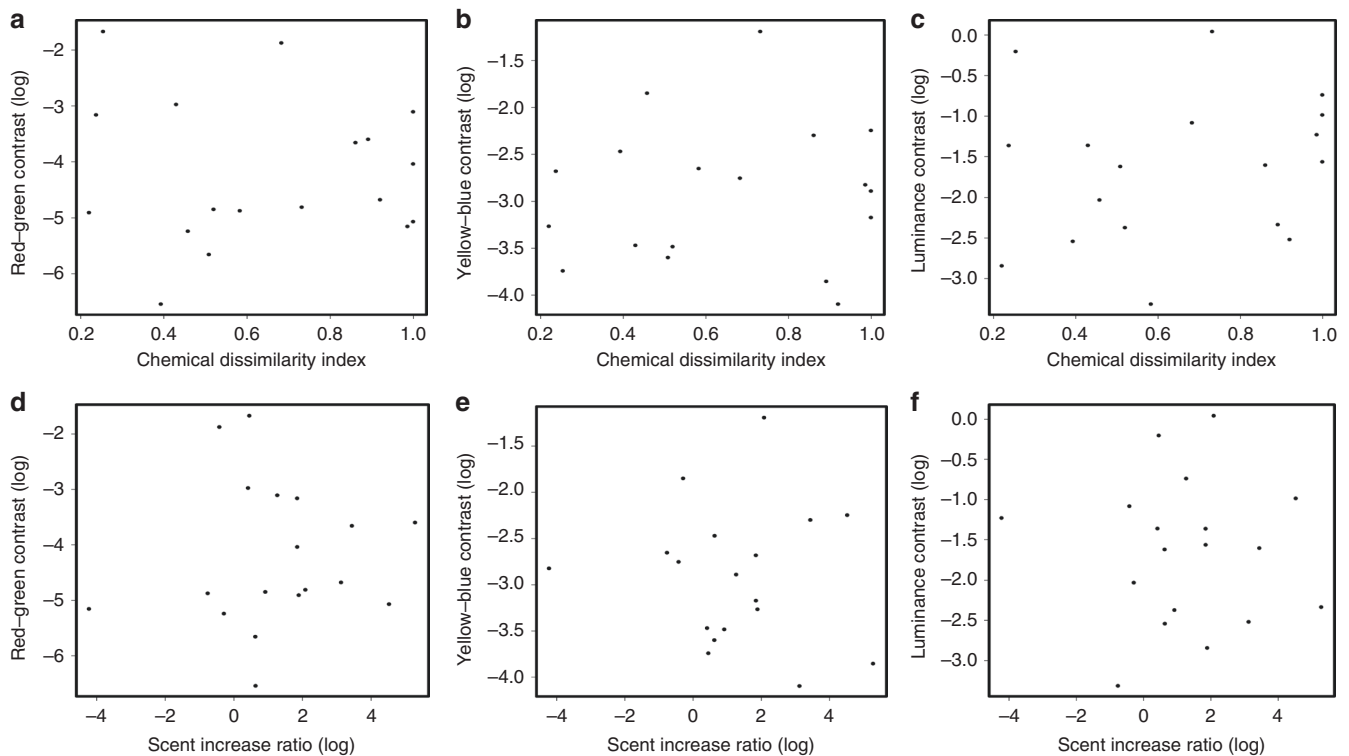 a
−2
−3
−4
−5
−6
Red–green contrast (log)
0.2 0.4 0.6 0.8 1.0
Chemical dissimilarity index
b
−1.5
−2.0
−2.5
−3.0
−3.5
−4.0
Yellow–blue contrast (log)
0.2 0.4 0.6 0.8 1.0
Chemical dissimilarity index
c
0.0
−0.5
−1.0
−1.5
−2.0
−2.5
−3.0
Luminance contrast (log)
0.2 0.4 0.6 0.8 1.0
Chemical dissimilarity index
d
−2
−3
−4
−5
−6
Red–green contrast (log)
−4 −2 0 2 4
Scent increase ratio (log)
e
−1.5
−2.0
−2.5
−3.0
−3.5
−4.0
Yellow–blue contrast (log)
−4 −2 0 2 4
Scent increase ratio (log)
f
0.0
−0.5
−1.0
−1.5
−2.0
−2.5
−3.0
Luminance contrast (log)
−4 −2 0 2 4
Scent increase ratio (log)